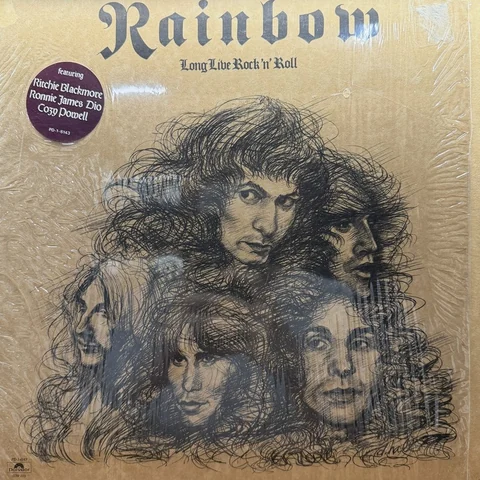 Rainbow
Long Live Rock 'n' Roll
featuring
Ritchie Blackmore
Ronnie James Dio
Cozy Powell
PD-1-6143